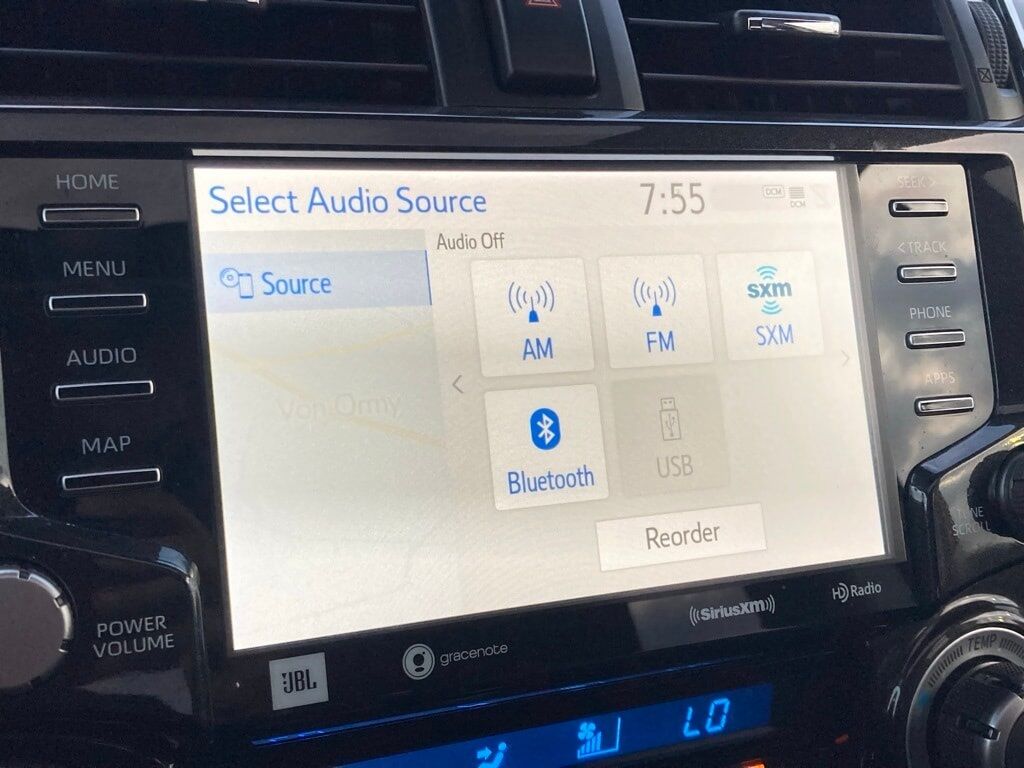 HOME
MENU
AUDIO
MAP
POWER
VOLUME
Select Audio Source
7:55
DCM
DCM
Source
Audio Off
AM
FM
sxm
SXM
Bluetooth
USB
Von Ormy
Reorder
SEEK >
< TRACK
PHONE
APPS
TUNE
SCROLL
JBL
gracenote
SiriusXM
HD Radio
TEMP
LO